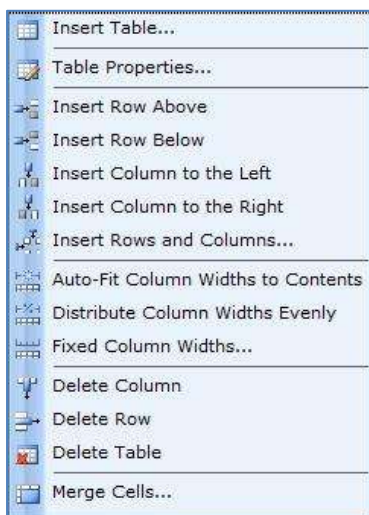 Insert Table...
Table Properties...
Insert Row Above
Insert Row Below
Insert Column to the Left
Insert Column to the Right
Insert Rows and Columns...
Auto-Fit Column Widths to Contents
Distribute Column Widths Evenly
Fixed Column Widths...
Delete Column
Delete Row
Delete Table
Merge Cells...